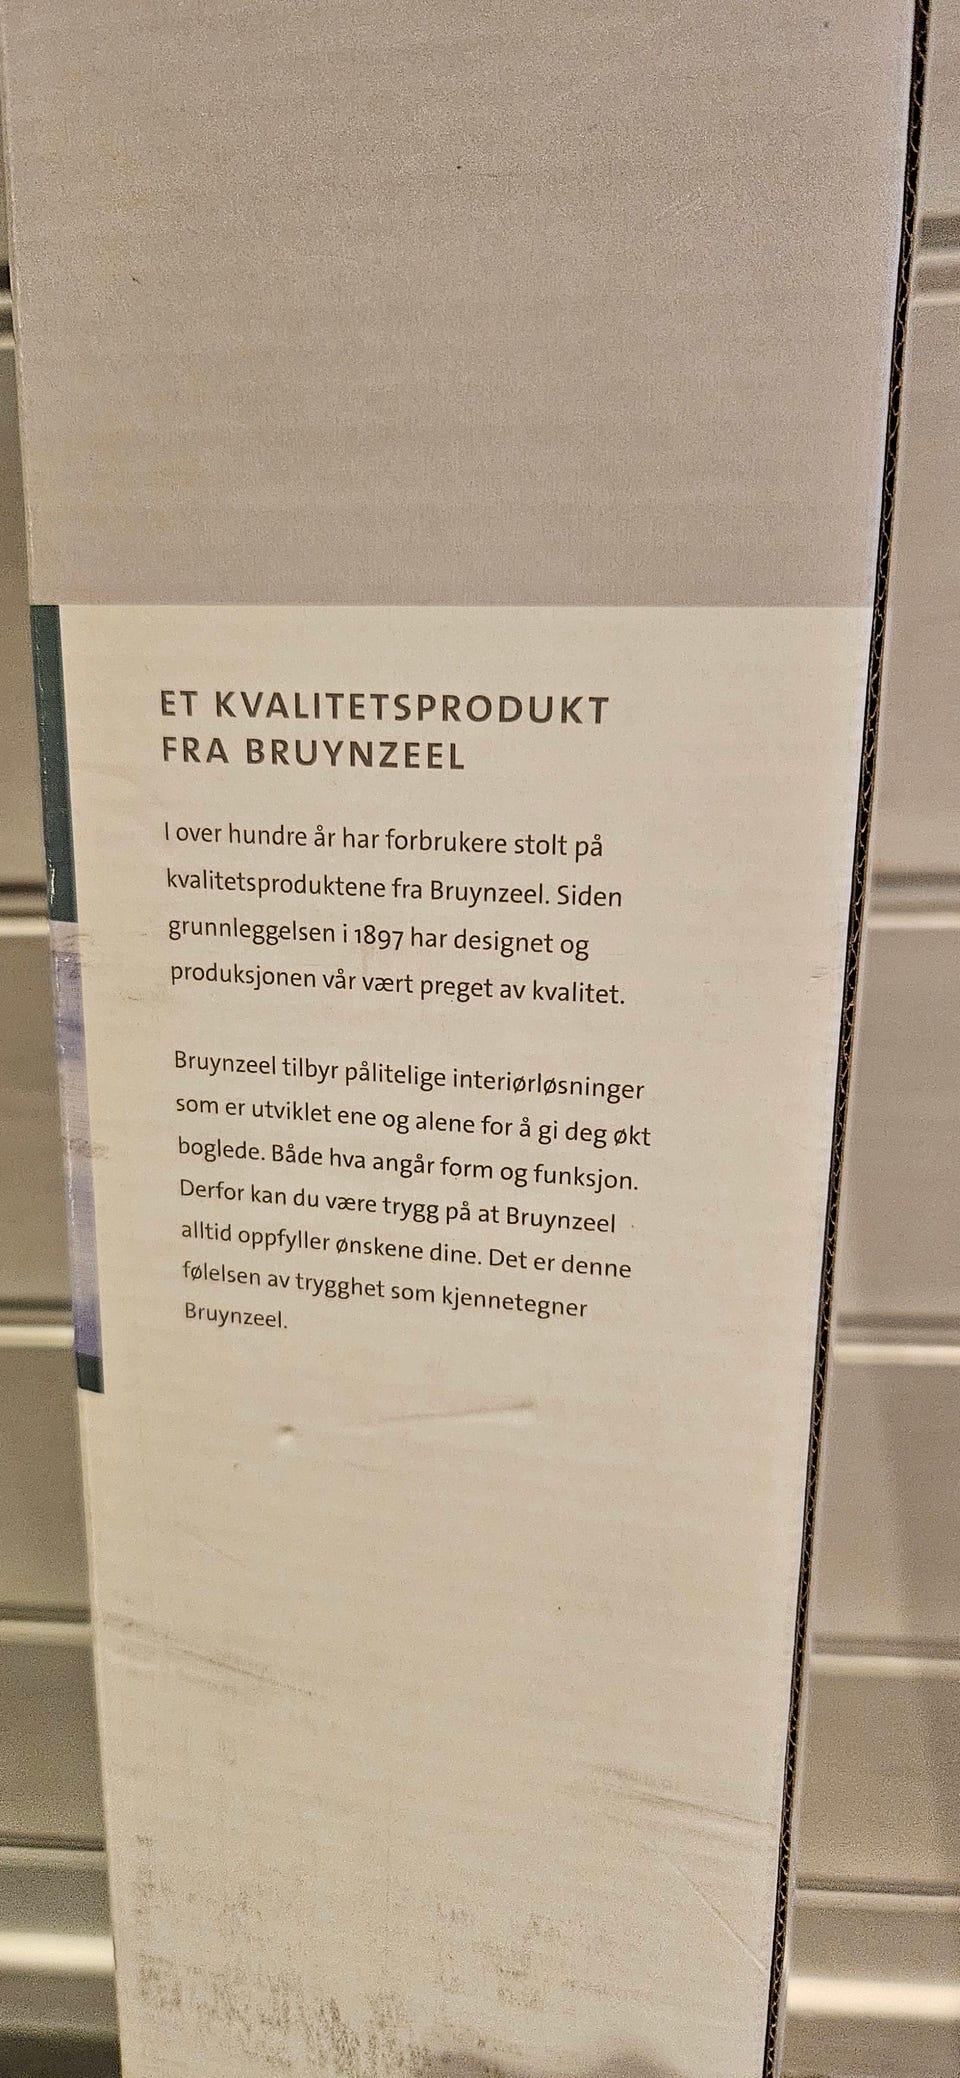 ET KVALITETSPRODUKT
FRA BRUYNZEEL
I over hundre år har forbrukere stolt på
kvalitetsproduktene fra Bruynzeel. Siden
grunnleggelsen i 1897 har designet og
produksjonen vår vært preget av kvalitet.
Bruynzeel tilbyr pålitelige interiørløsninger
som er utviklet ene og alene for å gi deg økt
boglede. Både hva angår form og funksjon.
Derfor kan du være trygg på at Bruynzeel
alltid oppfyller ønskene dine. Det er denne
følelsen av trygghet som kjennetegner
Bruynzeel.